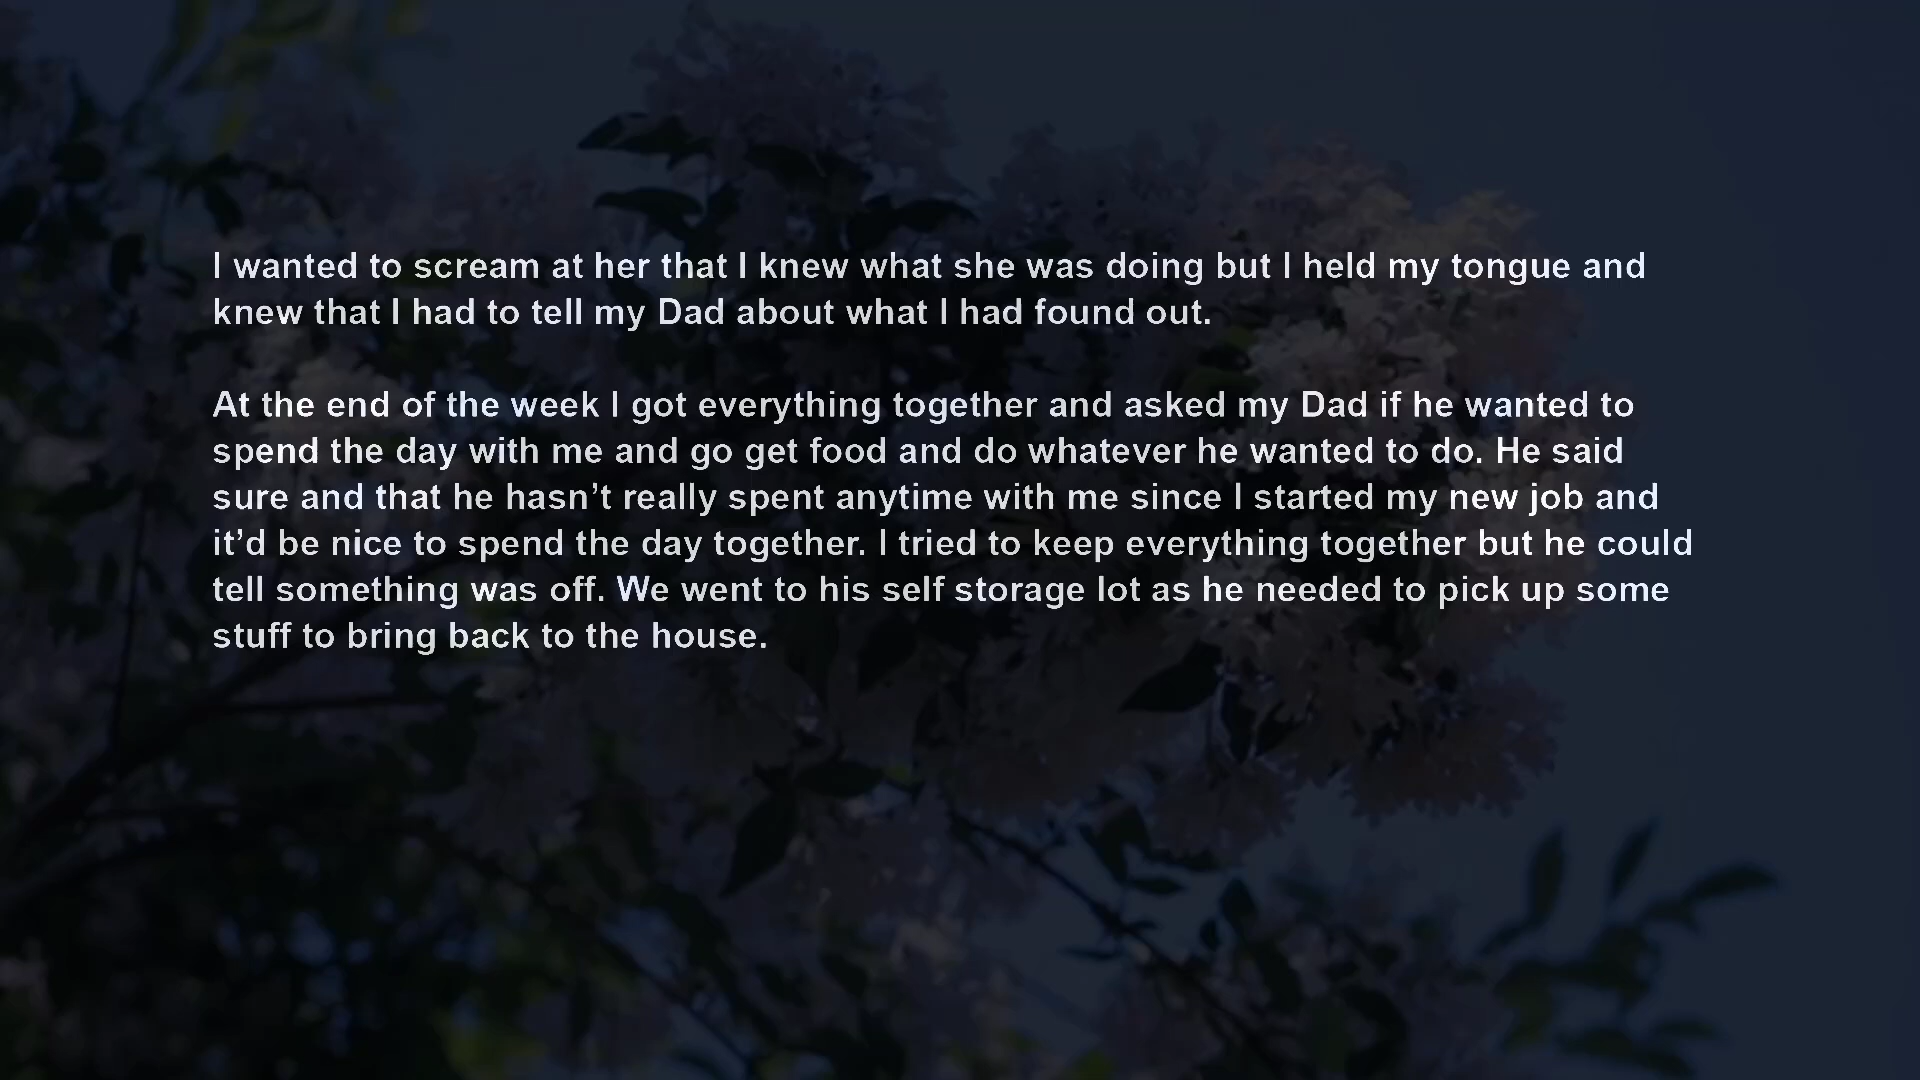 I wanted to scream at her that I knew what she was doing but I held my tongue and
knew that I had to tell my Dad about what I had found out.
At the end of the week I got everything together and asked my Dad if he wanted to
spend the day with me and go get food and do whatever he wanted to do. He said
sure and that he hasn’t really spent anytime with me since I started my new job and
it’d be nice to spend the day together. I tried to keep everything together but he could
tell something was off. We went to his self storage lot as he needed to pick up some
stuff to bring back to the house.